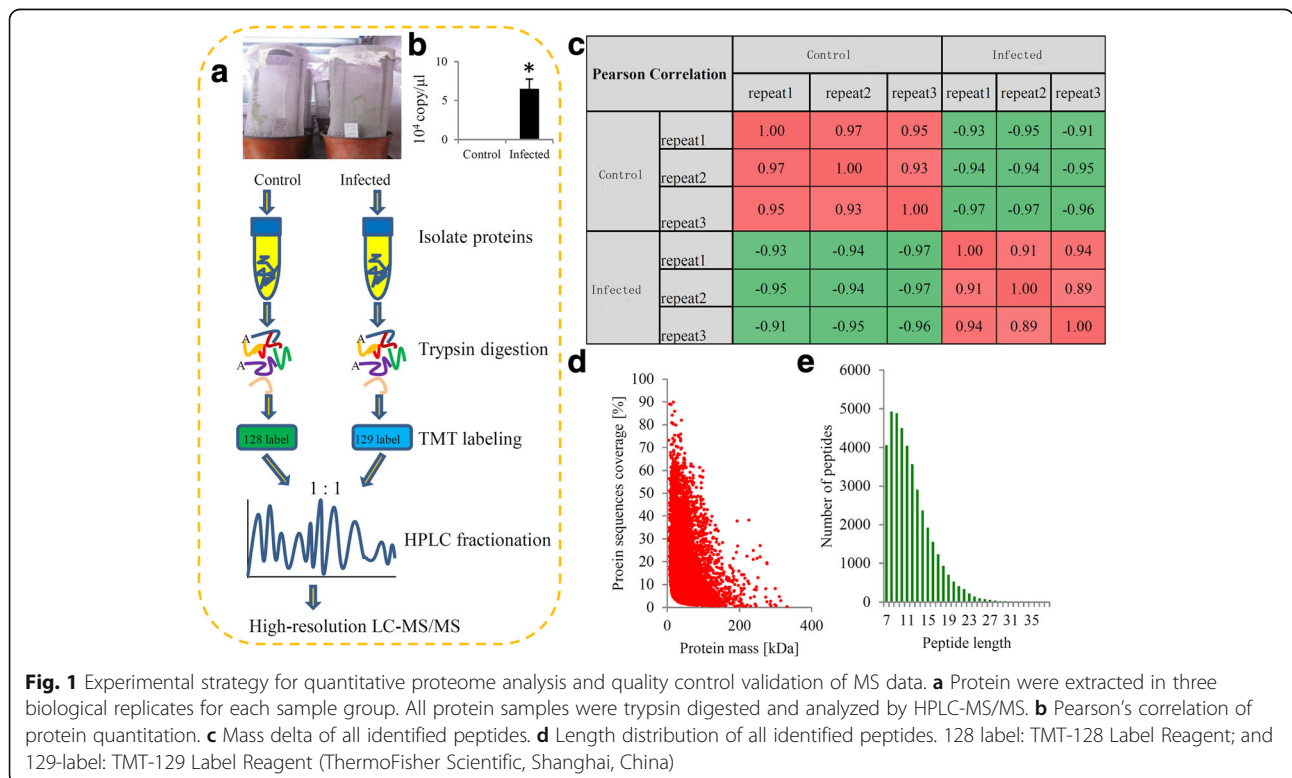 a
Control
Infected
Isolate proteins
A
A
Trypsin digestion
128 label
129 label
TMT labeling
1 : 1
HPLC fractionation
High-resolution LC-MS/MS
b
10⁴ copy/µl
10
5
0
*
Control Infected
c
Pearson Correlation Control Infected
repeat1 repeat2 repeat3 repeat1 repeat2 repeat3
Control repeat1 1.00 0.97 0.95 -0.93 -0.95 -0.91
repeat2 0.97 1.00 0.93 -0.94 -0.94 -0.95
repeat3 0.95 0.93 1.00 -0.97 -0.97 -0.96
Infected repeat1 -0.93 -0.94 -0.97 1.00 0.91 0.94
repeat2 -0.95 -0.94 -0.97 0.91 1.00 0.89
repeat3 -0.91 -0.95 -0.96 0.94 0.89 1.00
d
Proein sequences coverage [%]
100
90
80
70
60
50
40
30
20
10
0
0 200 400
Protein mass [kDa]
e
Number of peptides
6000
5000
4000
3000
2000
1000
0
7 11 15 19 23 27 31 35
Peptide length
Fig. 1 Experimental strategy for quantitative proteome analysis and quality control validation of MS data. a Protein were extracted in three
biological replicates for each sample group. All protein samples were trypsin digested and analyzed by HPLC-MS/MS. b Pearson's correlation of
protein quantitation. c Mass delta of all identified peptides. d Length distribution of all identified peptides. 128 label: TMT-128 Label Reagent; and
129-label: TMT-129 Label Reagent (ThermoFisher Scientific, Shanghai, China)